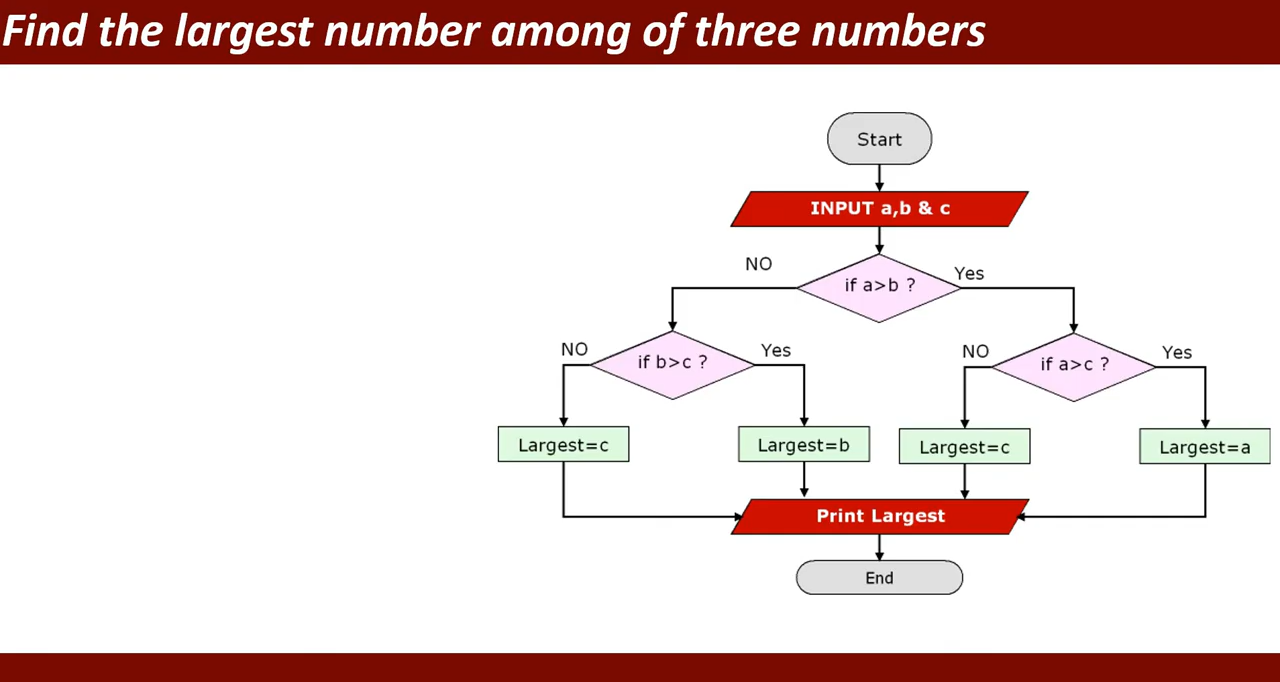 Find the largest number among of three numbers
Start
INPUT a,b & c
if a>b ?
NO
Yes
if b>c ?
NO
Yes
if a>c ?
NO
Yes
Largest=c
Largest=b
Largest=c
Largest=a
Print Largest
End